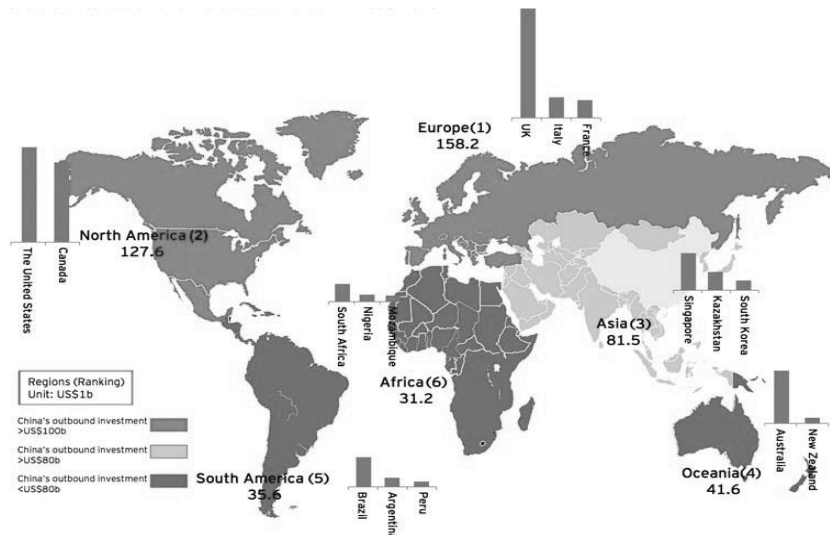 UK
Italy
France
Europe(1)
158.2
The United States
Canada
North America (2)
127.6
South Africa
Nigeria
Mozambique
Singapore
Kazakhstan
South Korea
Asia(3)
81.5
Africa(6)
31.2
Regions (Ranking)
Unit: US$1b
China's outbound investment
>US$100b
China's outbound investment
>US$80b
China's outbound investment
<US$80b
South America (5)
35.6
Brazil
Argentina
Peru
Australia
New Zealand
Oceania(4)
41.6